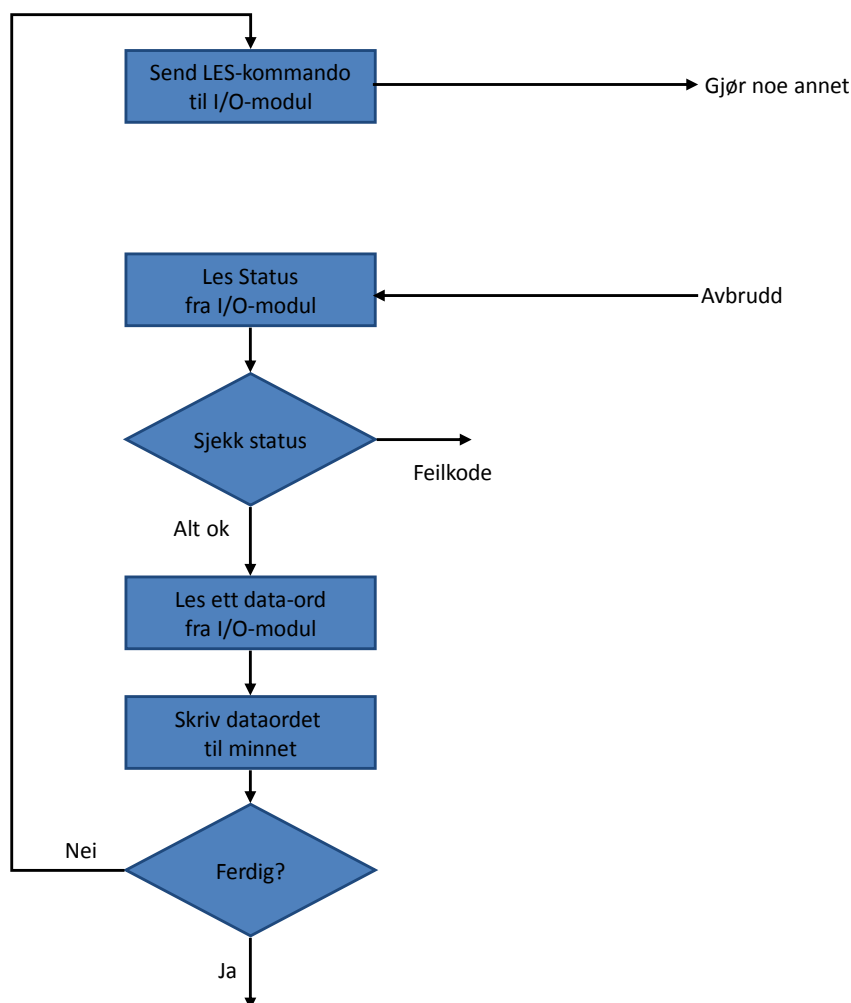 Send LES-kommando
til I/O-modul
Gjør noe annet
Les Status
fra I/O-modul
Avbrudd
Sjekk status
Feilkode
Alt ok
Les ett data-ord
fra I/O-modul
Skriv dataordet
til minnet
Nei
Ferdig?
Ja